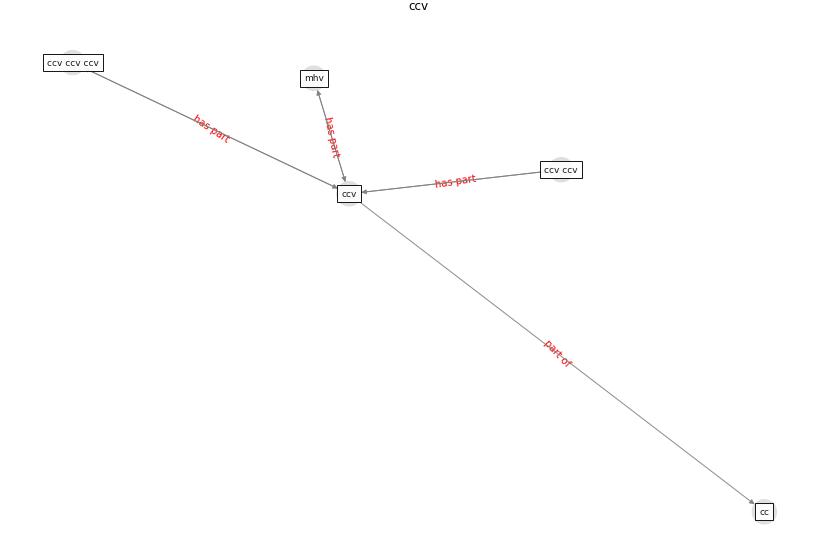 ccv
ccv ccv ccv
mhv
has part
has part
ccv ccv
has part
ccv
part of
cc